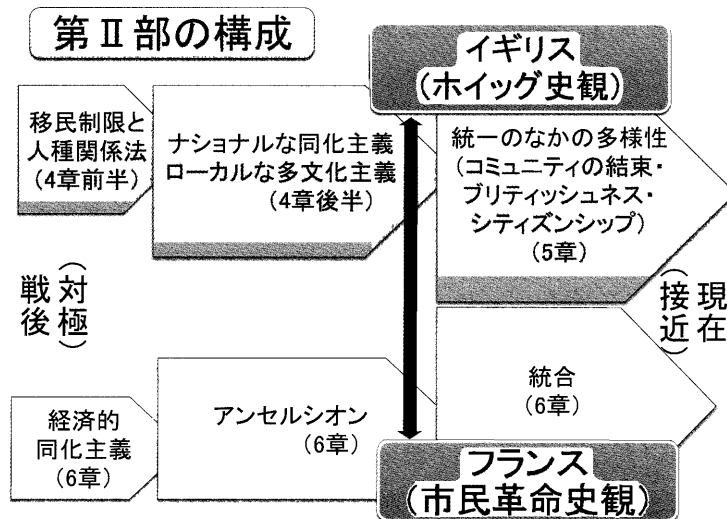 第Ⅱ部の構成
イギリス
(ホイッグ史観)
移民制限と
人種関係法
(4章前半)
ナショナルな同化主義
ローカルな多文化主義
(4章後半)
統一のなかの多様性
(コミュニティの結束・
ブリティッシュネス・
シティズンシップ)
(5章)
戦後
(対極)
現在
(接近)
経済的
同化主義
(6章)
アンセルシオン
(6章)
統合
(6章)
フランス
(市民革命史観)